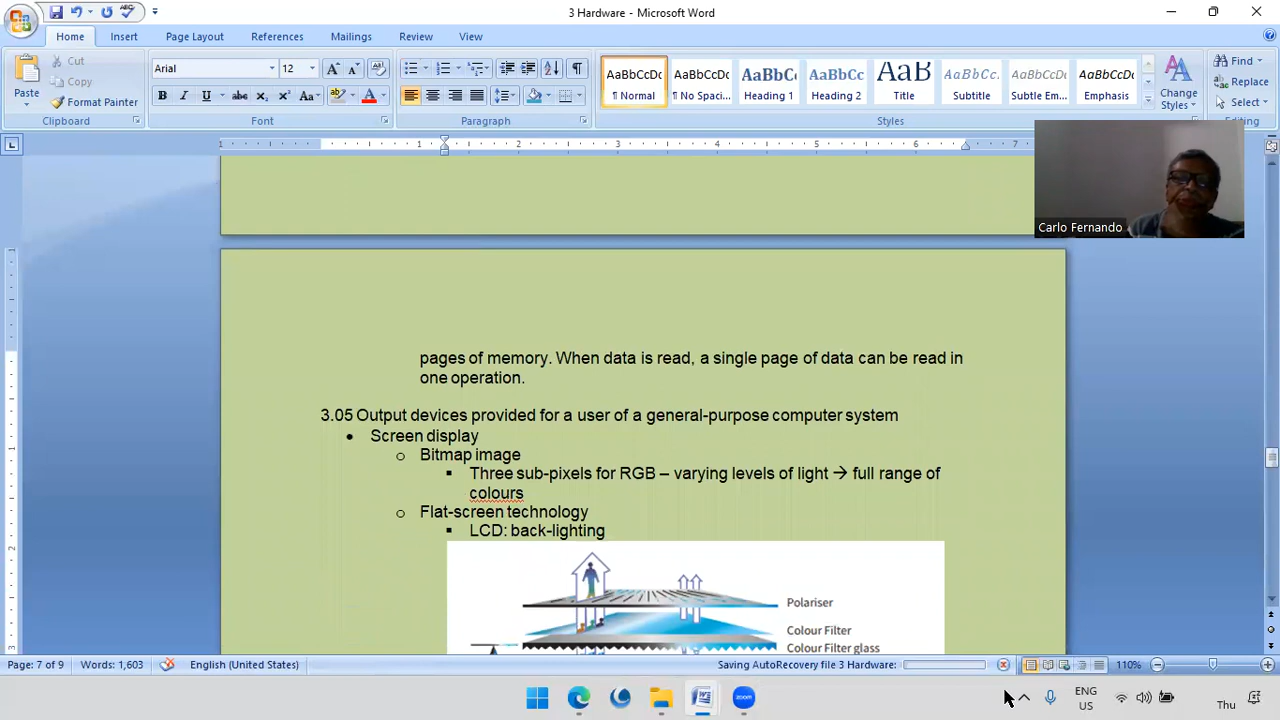 3 Hardware - Microsoft Word
Home Insert Page Layout References Mailings Review View
Cut
Copy
Format Painter
Paste
Clipboard
Arial 12
Font
Paragraph
AaBbCcDc AaBbCcDc AaBbC AaBbCc AaB AaBbCc. AaBbCcDc AaBbCcDc
¶ Normal ¶ No Spaci... Heading 1 Heading 2 Title Subtitle Subtle Em... Emphasis
Change Styles
Styles
Find
Replace
Select
Editing
Carlo Fernando
pages of memory. When data is read, a single page of data can be read in
one operation.
3.05 Output devices provided for a user of a general-purpose computer system
• Screen display
o Bitmap image
▪ Three sub-pixels for RGB – varying levels of light → full range of
colours
o Flat-screen technology
▪ LCD: back-lighting
Polariser
Colour Filter
Colour Filter glass
Page: 7 of 9 Words: 1,603 English (United States) Saving AutoRecovery file 3 Hardware: 110%
zoom
ENG
US
Thu